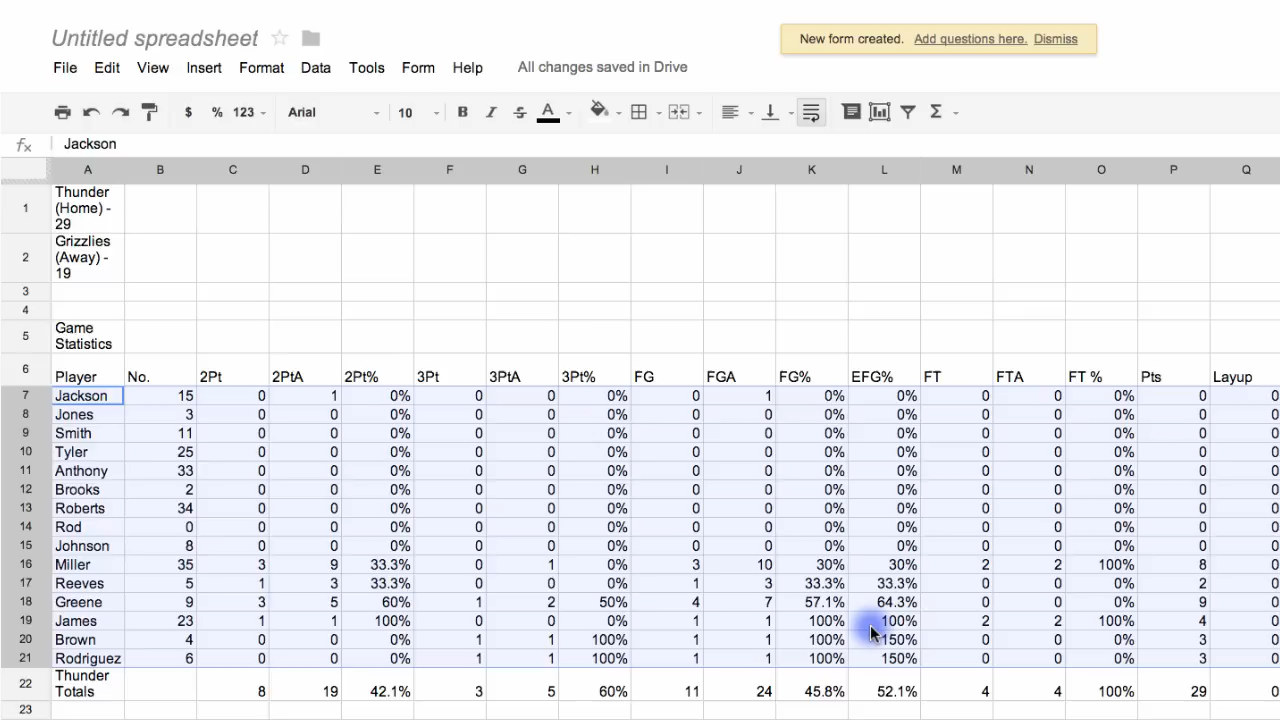 Untitled spreadsheet
New form created. Add questions here. Dismiss
File Edit View Insert Format Data Tools Form Help All changes saved in Drive
$ % 123 Arial 10 B I S A Σ
fx Jackson
A B C D E F G H I J K L M N O P Q
1 Thunder
(Home) -
29
2 Grizzlies
(Away) -
19
3
4
5 Game
Statistics
6 Player No. 2Pt 2PtA 2Pt% 3Pt 3PtA 3Pt% FG FGA FG% EFG% FT FTA FT % Pts Layup
7 Jackson 15 0 1 0% 0 0 0% 0 1 0% 0% 0 0 0% 0 0
8 Jones 3 0 0 0% 0 0 0% 0 0 0% 0% 0 0 0% 0 0
9 Smith 11 0 0 0% 0 0 0% 0 0 0% 0% 0 0 0% 0 0
10 Tyler 25 0 0 0% 0 0 0% 0 0 0% 0% 0 0 0% 0 0
11 Anthony 33 0 0 0% 0 0 0% 0 0 0% 0% 0 0 0% 0 0
12 Brooks 2 0 0 0% 0 0 0% 0 0 0% 0% 0 0 0% 0 0
13 Roberts 34 0 0 0% 0 0 0% 0 0 0% 0% 0 0 0% 0 0
14 Rod 0 0 0 0% 0 0 0% 0 0 0% 0% 0 0 0% 0 0
15 Johnson 8 0 0 0% 0 0 0% 0 0 0% 0% 0 0 0% 0 0
16 Miller 35 3 9 33.3% 0 1 0% 3 10 30% 30% 2 2 100% 8 0
17 Reeves 5 1 3 33.3% 0 0 0% 1 3 33.3% 33.3% 0 0 0% 2 0
18 Greene 9 3 5 60% 1 2 50% 4 7 57.1% 64.3% 0 0 0% 9 0
19 James 23 1 1 100% 0 0 0% 1 1 100% 100% 2 2 100% 4 0
20 Brown 4 0 0 0% 1 1 100% 1 1 100% 150% 0 0 0% 3 0
21 Rodriguez 6 0 0 0% 1 1 100% 1 1 100% 150% 0 0 0% 3 0
22 Thunder
Totals 8 19 42.1% 3 5 60% 11 24 45.8% 52.1% 4 4 100% 29 0
23